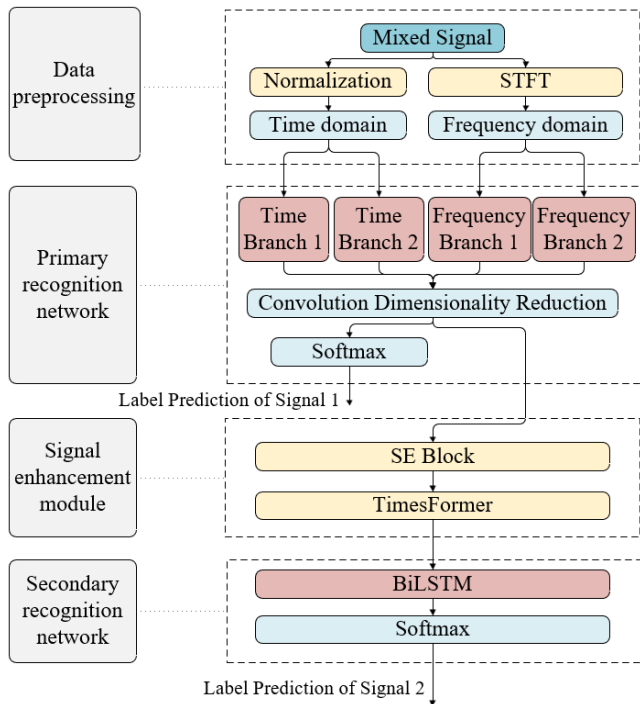 Data
preprocessing
Mixed Signal
Normalization
STFT
Time domain
Frequency domain
Primary
recognition
network
Time
Branch 1
Time
Branch 2
Frequency
Branch 1
Frequency
Branch 2
Convolution Dimensionality Reduction
Softmax
Label Prediction of Signal 1
Signal
enhancement
module
SE Block
TimesFormer
Secondary
recognition
network
BiLSTM
Softmax
Label Prediction of Signal 2